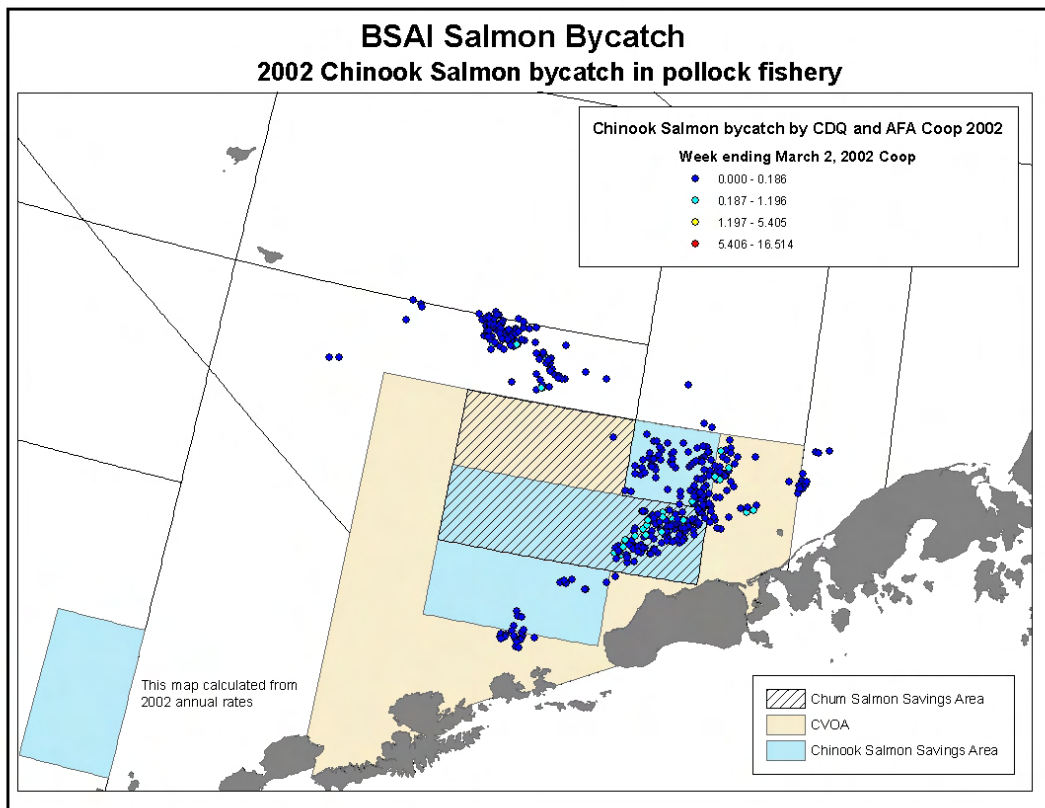 BSAI Salmon Bycatch
2002 Chinook Salmon bycatch in pollock fishery
Chinook Salmon bycatch by CDQ and AFA Coop 2002
Week ending March 2, 2002 Coop
0.000 - 0.186
0.187 - 1.196
1.197 - 5.405
5.406 - 16.514
This map calculated from
2002 annual rates
Chum Salmon Savings Area
CVOA
Chinook Salmon Savings Area